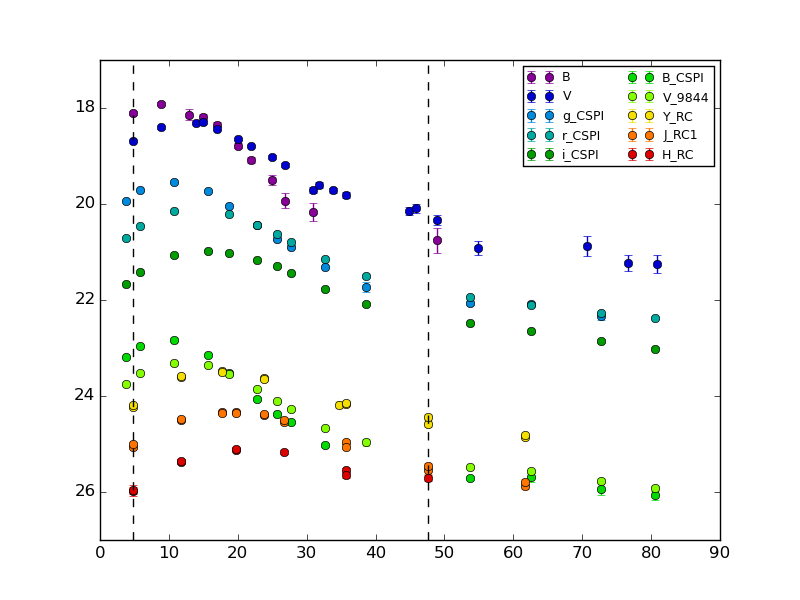 B B_CSPI
V V_9844
g_CSPI Y_RC
r_CSPI J_RC1
i_CSPI H_RC
18
20
22
24
26
0 10 20 30 40 50 60 70 80 90